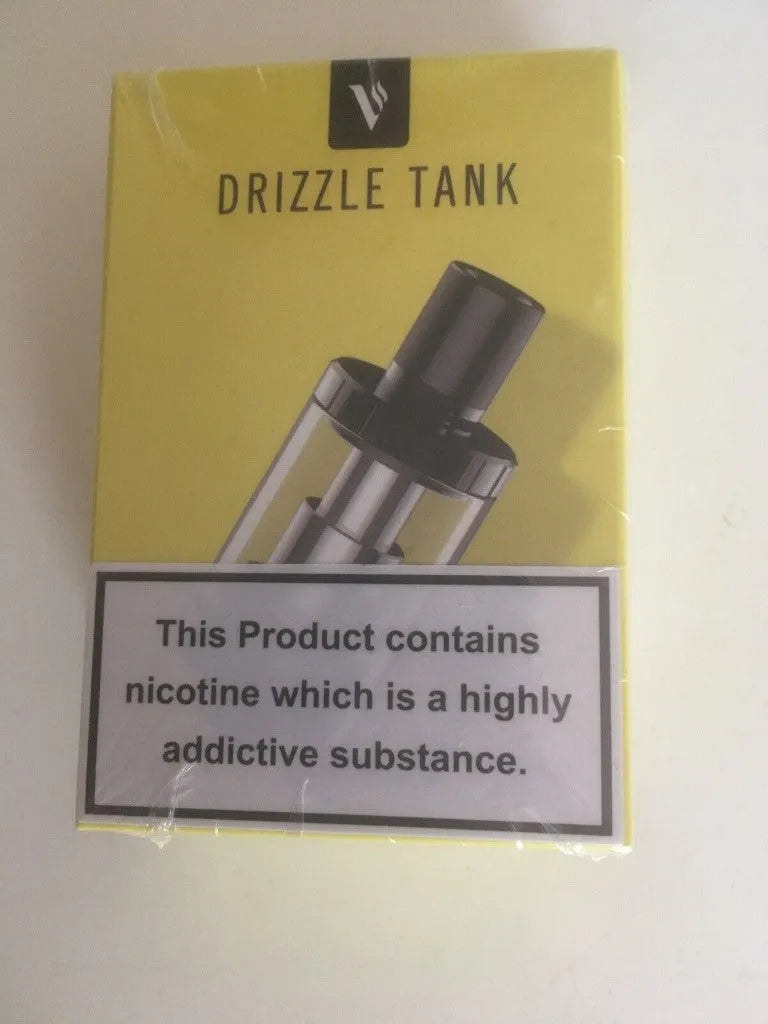 DRIZZLE TANK
This Product contains
nicotine which is a highly
addictive substance.